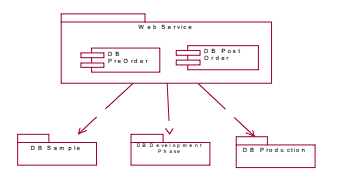 Web Service
DB
PreOrder
DB Post
Order
DB Sample
DB Development
Phase
DB Production